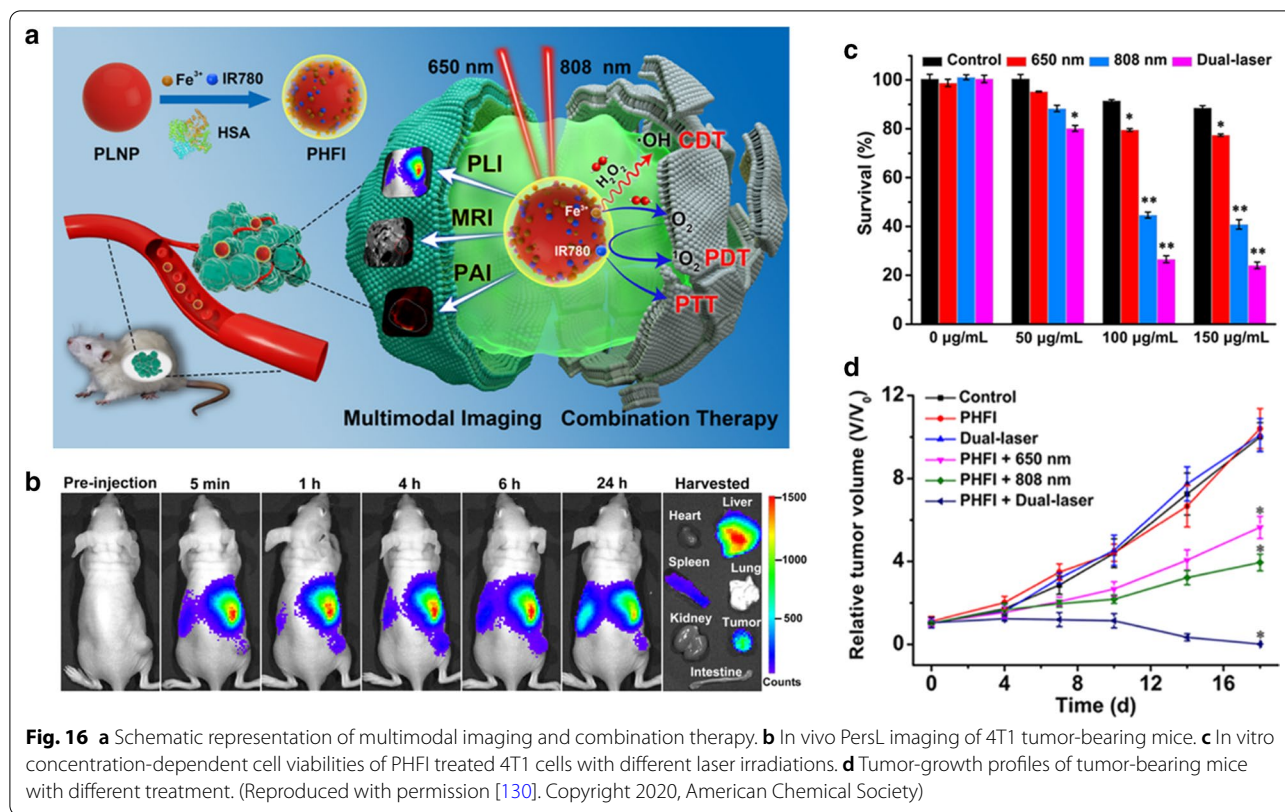 a
650 nm 808 nm
Fe³⁺ IR780
HSA
PLNP PHFI
PLI
MRI
PAI
H₂O₂
·OH CDT
Fe³⁺
O₂
IR780
¹O₂ PDT
PTT
Multimodal Imaging Combination Therapy
b
Pre-injection 5 min 1 h 4 h 6 h 24 h Harvested
Heart Liver
Spleen Lung
Kidney Tumor
Intestine
1500
1000
500
Counts
c
Control 650 nm 808 nm Dual-laser
Survival (%)
100
80
60
40
20
0
* * ** ** * ** **
0 μg/mL 50 μg/mL 100 μg/mL 150 μg/mL
d
Control
PHFI
Dual-laser
PHFI + 650 nm
PHFI + 808 nm
PHFI + Dual-laser
Relative tumor volume (V/V₀)
12
8
4
0
*
*
*
0 4 8 12 16
Time (d)
Fig. 16 a Schematic representation of multimodal imaging and combination therapy. b In vivo PersL imaging of 4T1 tumor-bearing mice. c In vitro
concentration-dependent cell viabilities of PHFI treated 4T1 cells with different laser irradiations. d Tumor-growth profiles of tumor-bearing mice
with different treatment. (Reproduced with permission [130]. Copyright 2020, American Chemical Society)